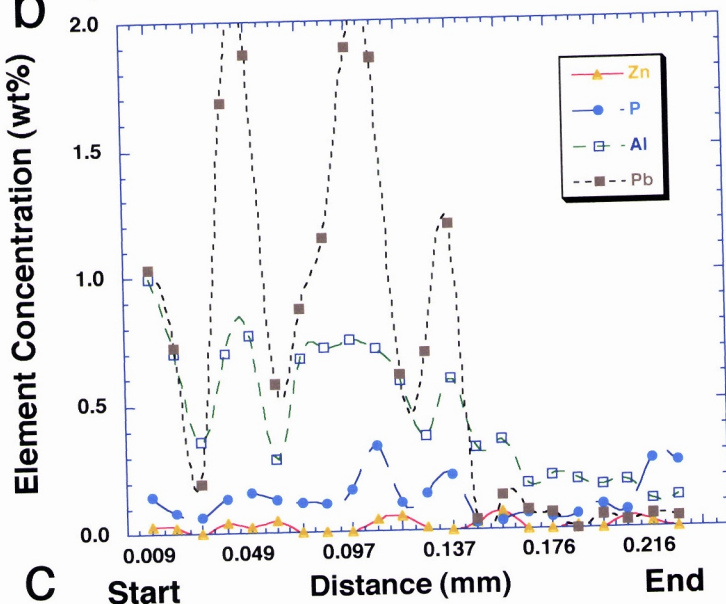 b
2.0
1.5
1.0
0.5
0.0
Element Concentration (wt%)
Zn
P
Al
Pb
0.009 0.049 0.097 0.137 0.176 0.216
Start Distance (mm) End
C